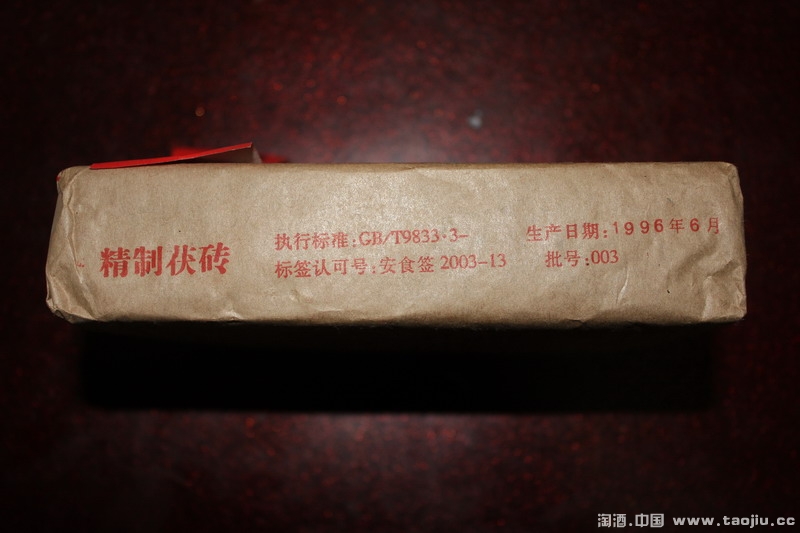 精制茯砖
执行标准:GB/T9833·3-
标签认可号:安食签 2003-13
生产日期:1996年6月
批号:003
淘酒.中国 www.taojiu.cc